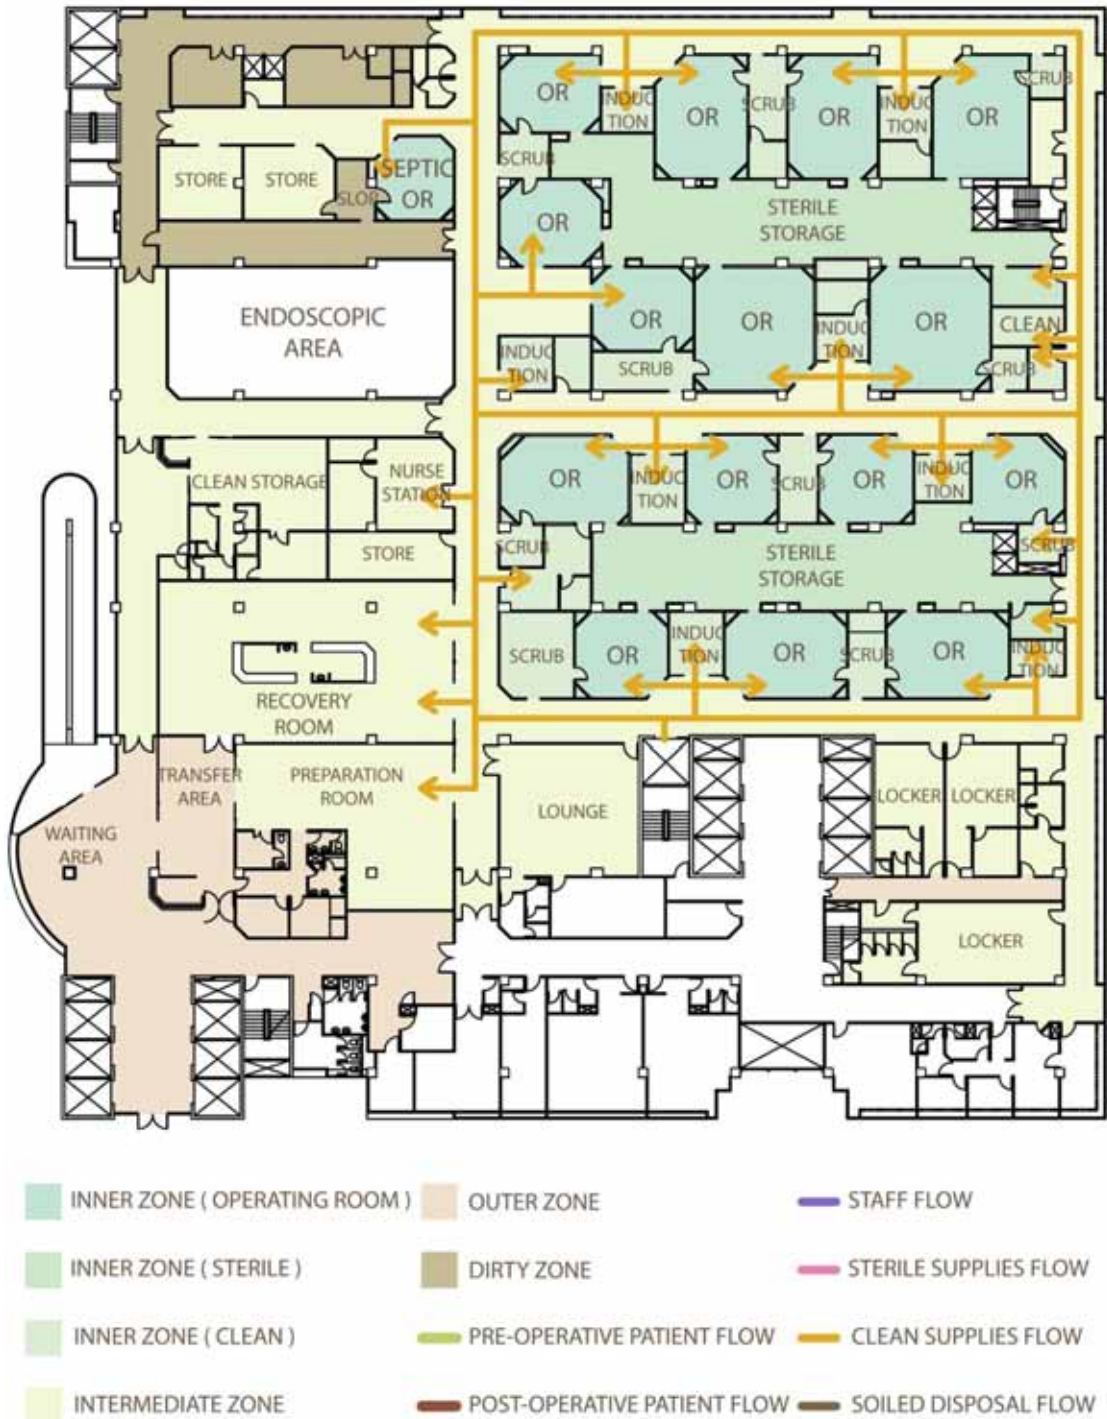 OR
INDUC
TION
OR
SCRUB
OR
INDUC
TION
OR
SCRUB
SCRUB
STORE
STORE
SLOP
SEPTIC
OR
OR
STERILE
STORAGE
ENDOSCOPIC
AREA
OR
OR
INDUC
TION
OR
CLEAN
INDUC
TION
SCRUB
SCRUB
CLEAN STORAGE
NURSE
STATION
OR
INDUC
TION
OR
SCRUB
OR
INDUC
TION
OR
STORE
SCRUB
STERILE
STORAGE
SCRUB
SCRUB
OR
INDUC
TION
OR
SCRUB
OR
INDUC
TION
RECOVERY
ROOM
TRANSFER
AREA
PREPARATION
ROOM
WAITING
AREA
LOUNGE
LOCKER
LOCKER
LOCKER
INNER ZONE ( OPERATING ROOM )
OUTER ZONE
STAFF FLOW
INNER ZONE ( STERILE )
DIRTY ZONE
STERILE SUPPLIES FLOW
INNER ZONE ( CLEAN )
PRE-OPERATIVE PATIENT FLOW
CLEAN SUPPLIES FLOW
INTERMEDIATE ZONE
POST-OPERATIVE PATIENT FLOW
SOILED DISPOSAL FLOW